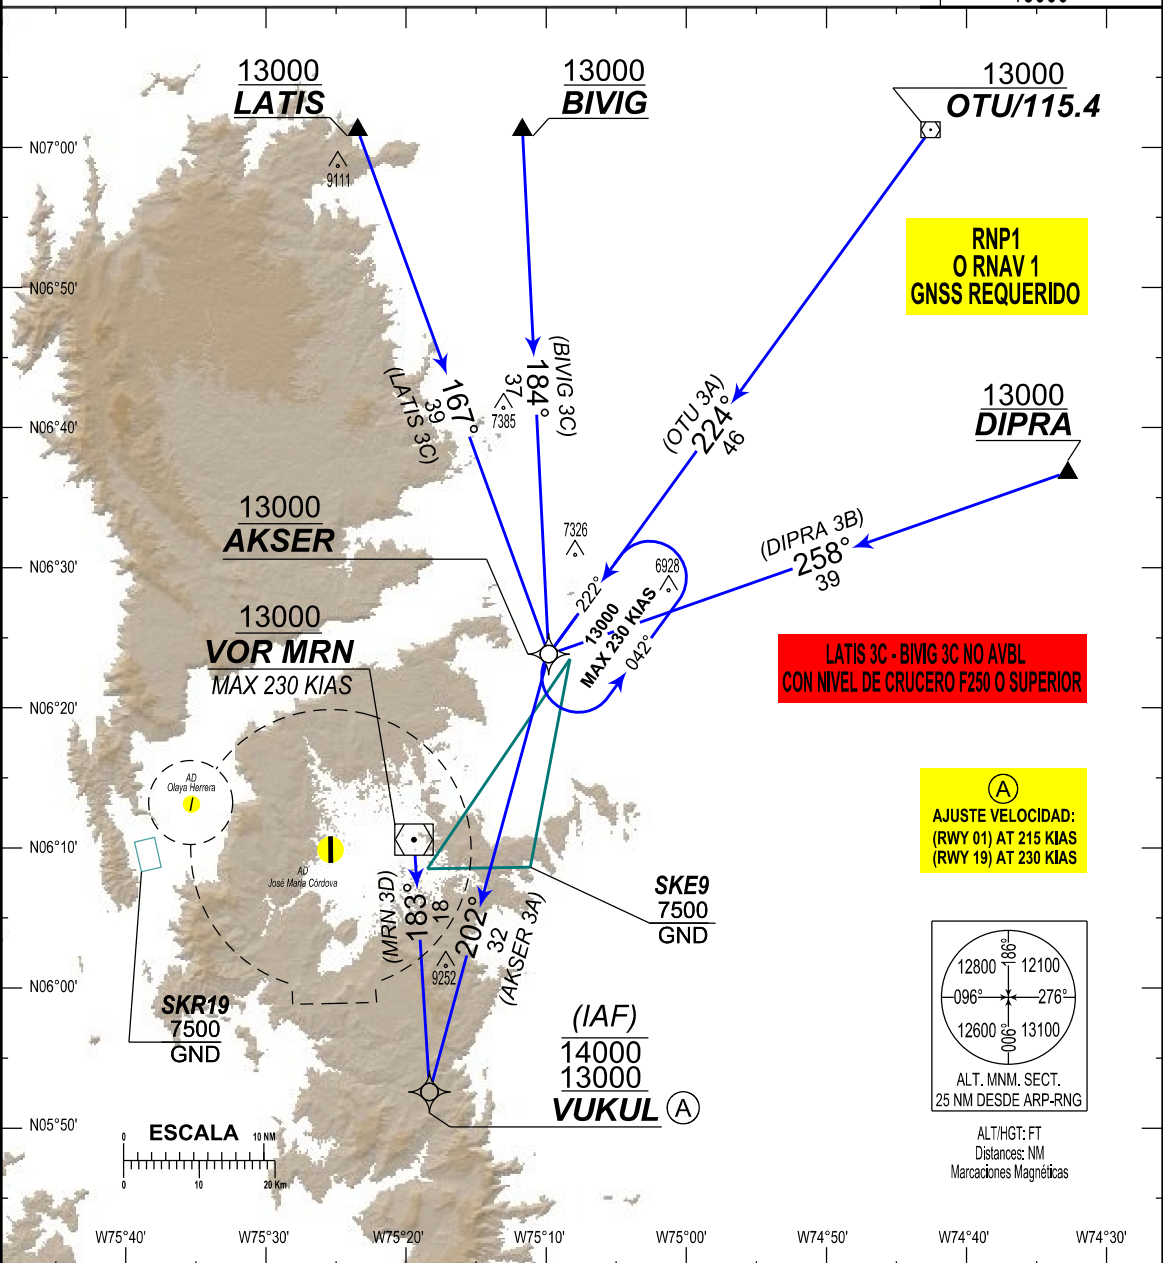 13000
LATIS
13000
BIVIG
13000
OTU/115.4
N07°00'
9111
RNP1
O RNAV 1
GNSS REQUERIDO
N06°50'
(LATIS 3C)
39
167°
37
184°
(BIVIG 3C)
7385
(OTU 3A)
224°
46
13000
DIPRA
N06°40'
13000
AKSER
7326
(DIPRA 3B)
258°
39
N06°30'
222°
13000
MAX 230 KIAS
042°
6928
13000
VOR MRN
MAX 230 KIAS
LATIS 3C - BIVIG 3C NO AVBL
CON NIVEL DE CRUCERO F250 O SUPERIOR
N06°20'
AD
Olaya Herrera
A
AJUSTE VELOCIDAD:
(RWY 01) AT 215 KIAS
(RWY 19) AT 230 KIAS
N06°10'
AD
José María Córdova
SKE9
7500
GND
(MRN 3D)
183°
18
202°
32
(AKSER 3A)
9252
N06°00'
SKR19
7500
GND
12800
186°
12100
096°
276°
12600
006°
13100
ALT. MNM. SECT.
25 NM DESDE ARP-RNG
(IAF)
14000
13000
VUKUL A
N05°50'
0 ESCALA 10 NM
0 10 20 Km
ALT/HGT: FT
Distances: NM
Marcaciones Magnéticas
W75°40' W75°30' W75°20' W75°10' W75°00' W74°50' W74°40' W74°30'